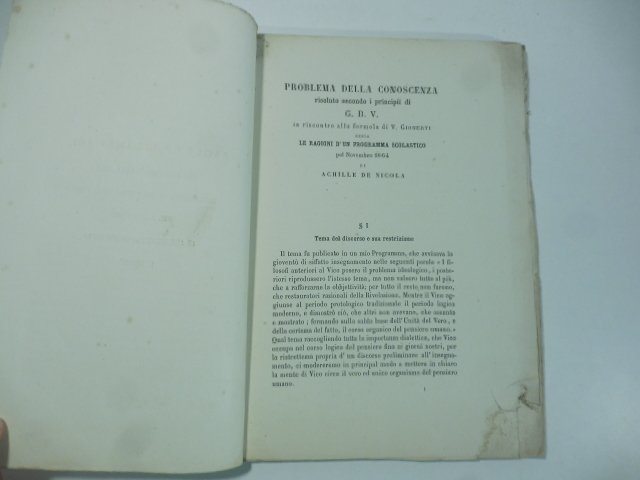 PROBLEMA DELLA CONOSCENZA
risoluto secondo i principii di
G. B. V.
in riscontro alla formola di V. GIOBERTI
OSSIA
LE RAGIONI D'UN PROGRAMMA SCOLASTICO
pel Novembre 1864
DI
ACHILLE DE NICOLA
§ I
Tema del discorso e sua restrizione
Il tema fu publicato in un mio Programma, che avvisava la
gioventù di siffatto insegnamento nelle seguenti parole « I fi-
losofi anteriori al Vico posero il problema ideologico, i poste-
riori riprodussero l'istesso tema, ma non valsero tutto al più,
che a rafforzarne la objettività; per tutto il resto non furono,
che restauratori razionali della Rivoluzione. Mentre il Vico ag-
giunse al periodo protologico tradizionale il periodo logico
moderno, e dimostrò ciò, che altri non avevano, che assunto
e mostrato; fermando sulla salda base dell'Unità del Vero, e
della certezza del fatto, il corso organico del pensiero umano.»
Qual tema raccogliendo tutta la importanza dialettica, che Vico
occupa nel corso logico del pensiero fino ai giorni nostri, per
la ristrettezza propria d'un discorso preliminare all'insegna-
mento, ci modereremo in principal modo a mettere in chiaro
la mente di Vico circa il vero ed unico organismo del pensiero
umano.
1